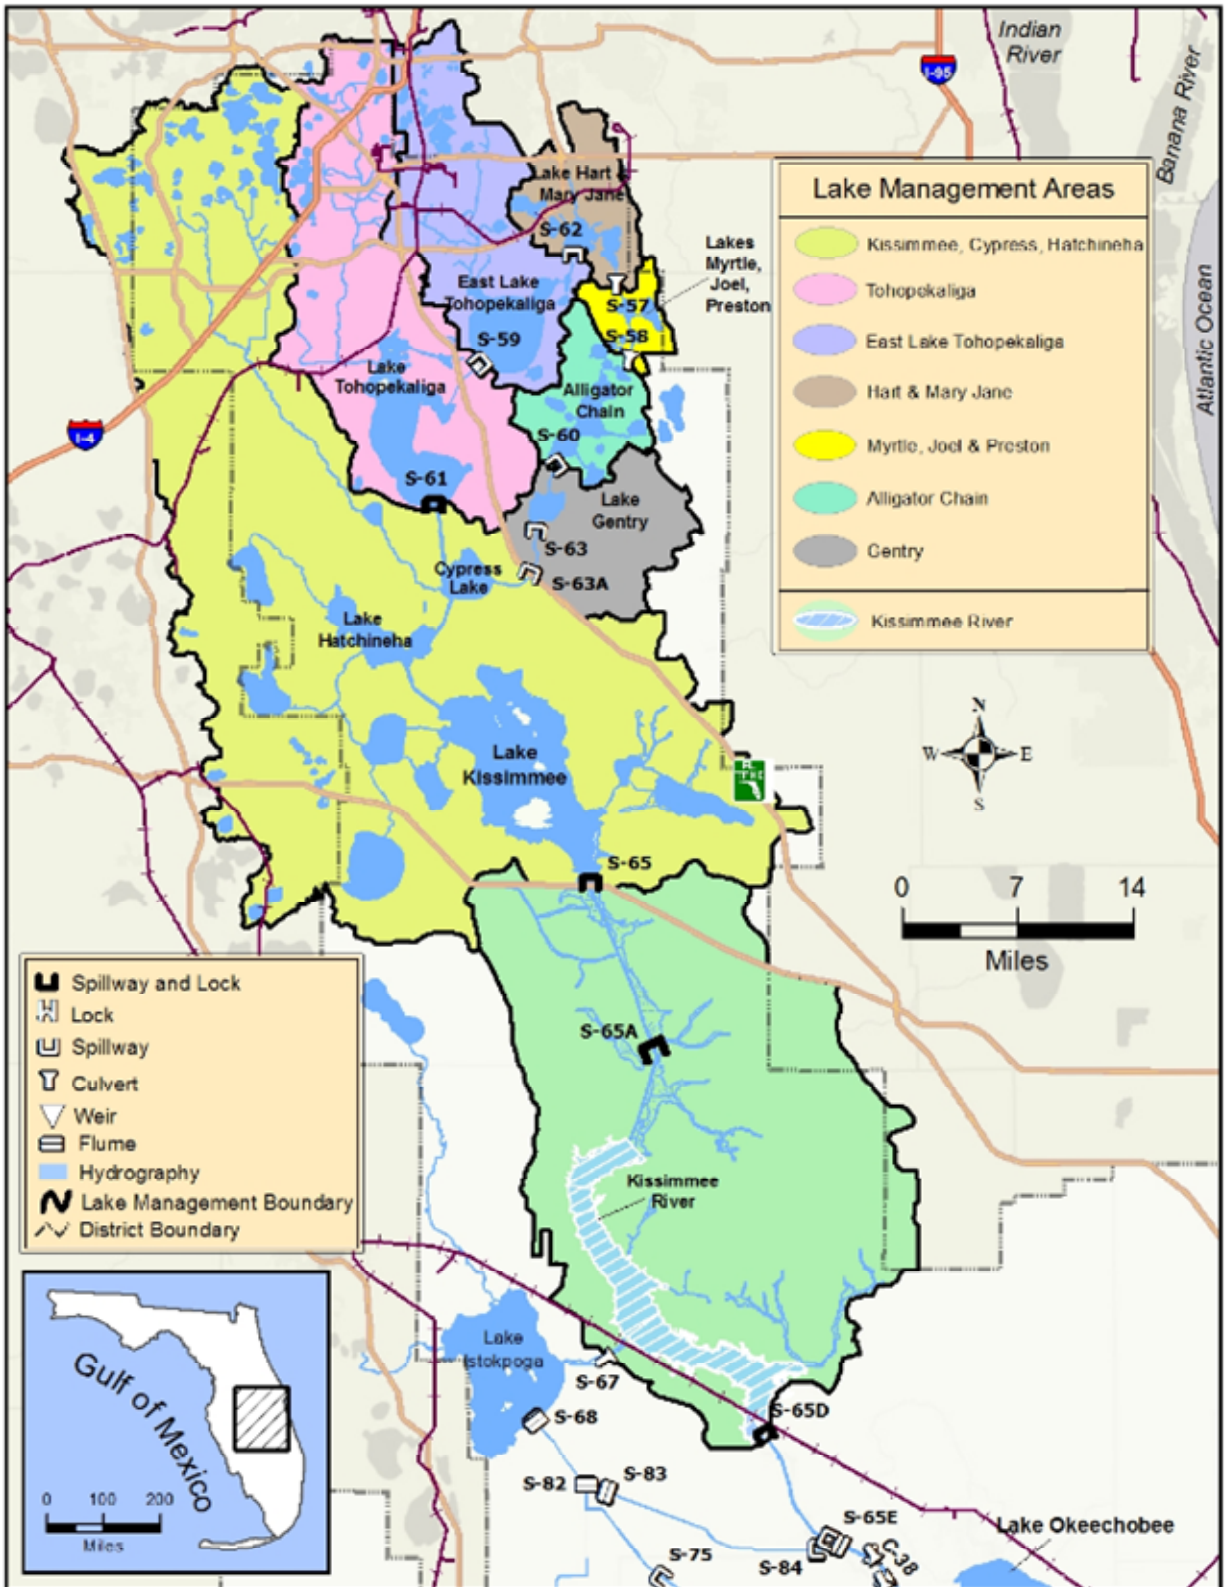 Indian
River
I-95
Banana River
Atlantic Ocean
Lake Management Areas
Kissimmee, Cypress, Hatchineha
Tohopekaliga
East Lake Tohopekaliga
Hart & Mary Jane
Myrtle, Joel & Preston
Alligator Chain
Gentry
Kissimmee River
Lake Hart
Mary Jane
S-62
Lakes
Myrtle,
Joel,
Preston
East Lake
Tohopekaliga
S-57
S-58
S-59
Lake
Tohopekaliga
Alligator
Chain
I-4
S-60
S-61
Lake
Gentry
S-63
S-63A
Cypress
Lake
Lake
Hatchineha
Lake
Kissimmee
N
W
E
S
S-65
0 7 14
Miles
Spillway and Lock
Lock
Spillway
Culvert
Weir
Flume
Hydrography
Lake Management Boundary
District Boundary
S-65A
Kissimmee
River
Gulf of Mexico
0 100 200
Miles
Lake
Istokpoga
S-67
S-68
S-65D
S-82
S-83
S-65E
S-84
C-38
S-75
Lake Okeechobee